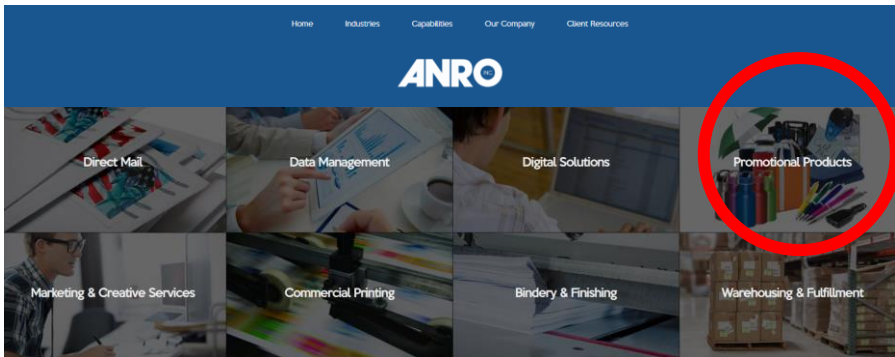 Home Industries Capabilities Our Company Client Resources
ANRO INC
Direct Mail Data Management Digital Solutions Promotional Products
Marketing & Creative Services Commercial Printing Bindery & Finishing Warehousing & Fulfillment